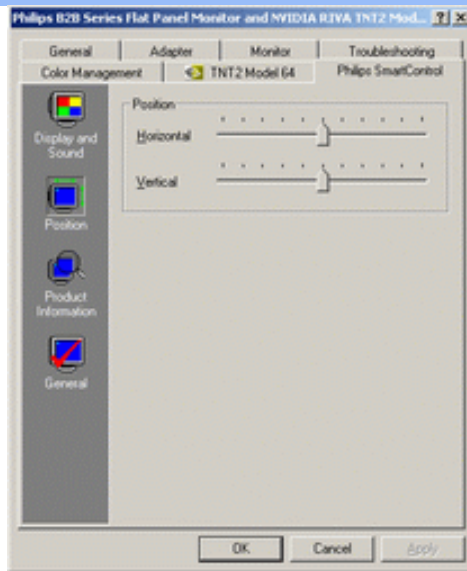 Philips B2B Series Flat Panel Monitor and NVIDIA RIVA TNT2 Mod...
General Adapter Monitor Troubleshooting
Color Management TNT2 Model 64 Philips SmartControl
Display and
Sound
Position
Product
Information
General
Position
Horizontal
Vertical
OK Cancel Apply